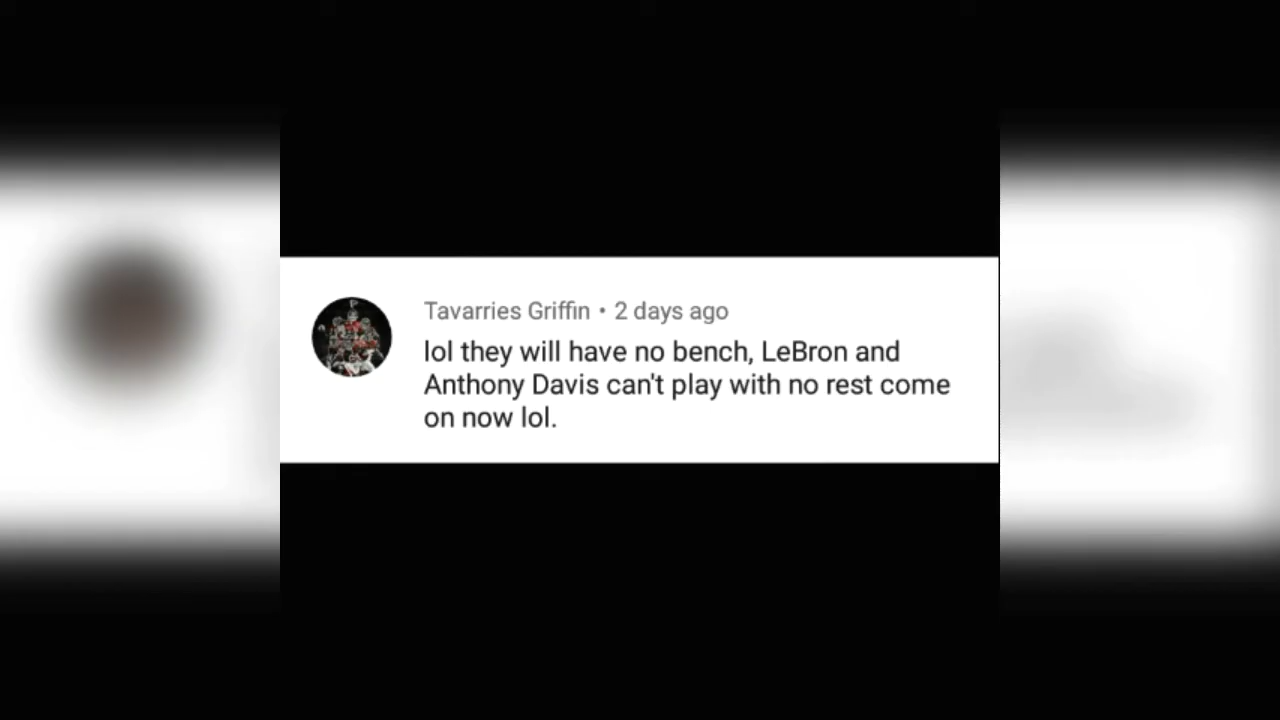 Tavarries Griffin • 2 days ago
lol they will have no bench, LeBron and
Anthony Davis can't play with no rest come
on now lol.